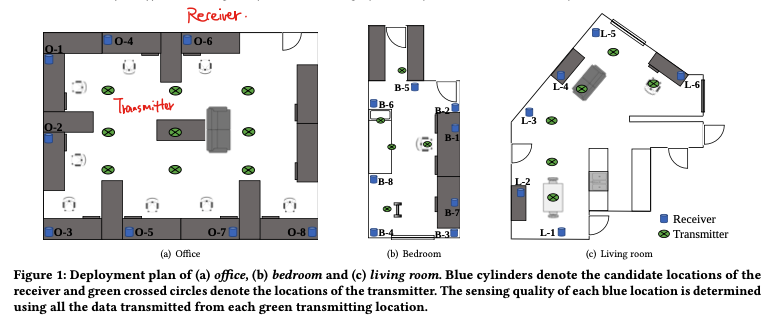 Receiver.
O-1
O-4
O-6
Transmitter
O-2
O-3
O-5
O-7
O-8
(a) Office
B-5
B-6
B-2
B-1
B-8
B-7
B-4
B-3
(b) Bedroom
L-5
L-4
L-6
L-3
L-2
L-1
Receiver
Transmitter
(c) Living room
Figure 1: Deployment plan of (a) office, (b) bedroom and (c) living room. Blue cylinders denote the candidate locations of the
receiver and green crossed circles denote the locations of the transmitter. The sensing quality of each blue location is determined
using all the data transmitted from each green transmitting location.